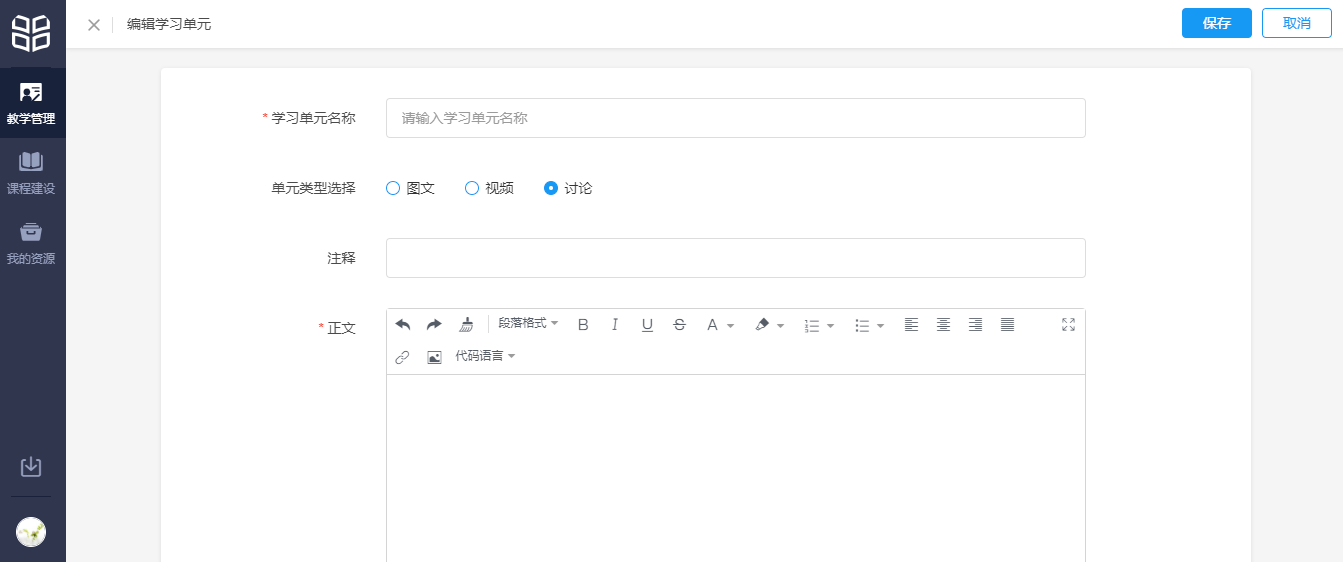 编辑学习单元
保存
取消
教学管理
课程建设
我的资源
* 学习单元名称
请输入学习单元名称
单元类型选择
图文 视频 讨论
注释
* 正文
段落格式 B I U S A
代码语言